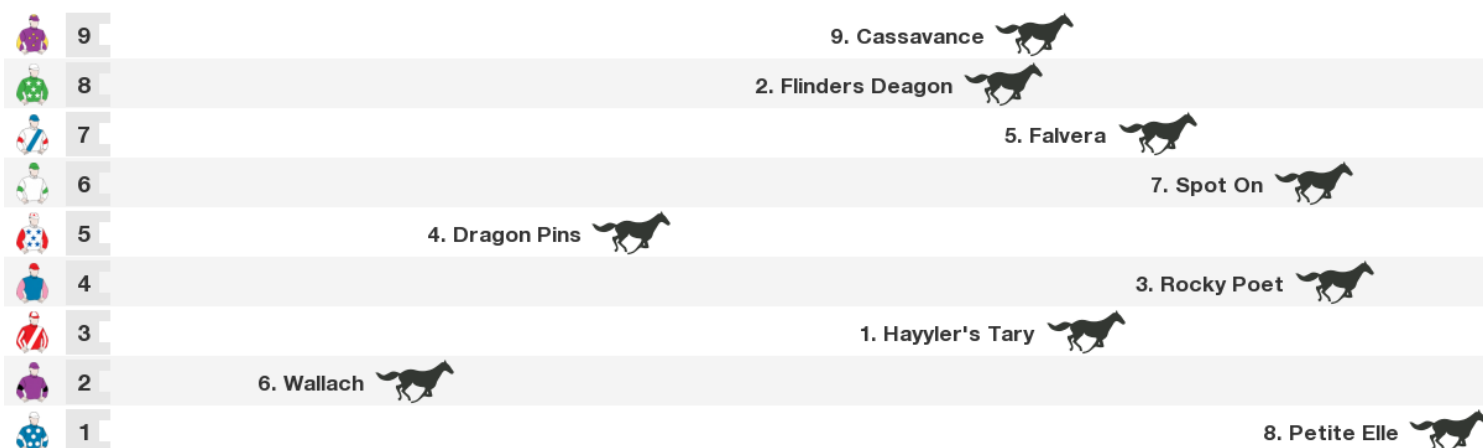 9 9. Cassavance
8 2. Flinders Deagon
7 5. Falvera
6 7. Spot On
5 4. Dragon Pins
4 3. Rocky Poet
3 1. Hayyler's Tary
2 6. Wallach
1 8. Petite Elle